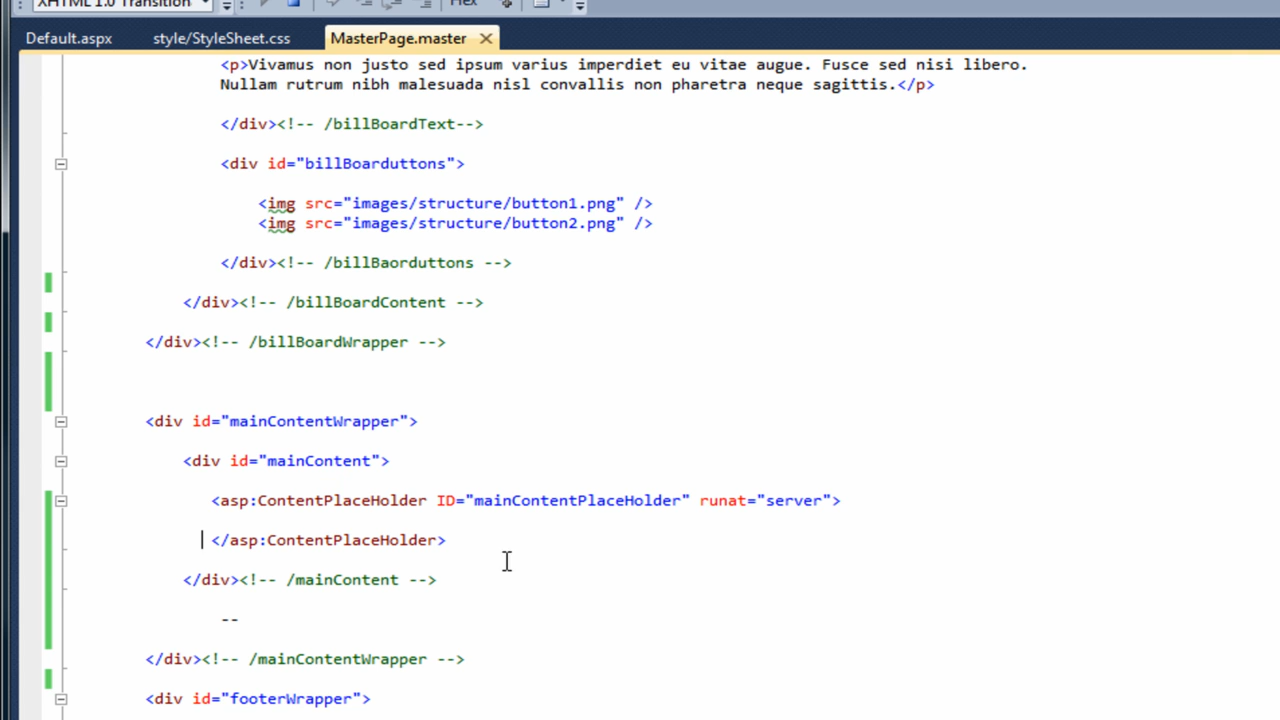 XHTML 1.0 Transition
Hex
Default.aspx style/StyleSheet.css MasterPage.master
<p>Vivamus non justo sed ipsum varius imperdiet eu vitae augue. Fusce sed nisi libero.
Nullam rutrum nibh malesuada nisl convallis non pharetra neque sagittis.</p>
</div><!-- /billBoardText-->
<div id="billBoarduttons">
<img src="images/structure/button1.png" />
<img src="images/structure/button2.png" />
</div><!-- /billBaorduttons -->
</div><!-- /billBoardContent -->
</div><!-- /billBoardWrapper -->
<div id="mainContentWrapper">
<div id="mainContent">
<asp:ContentPlaceHolder ID="mainContentPlaceHolder" runat="server">
</asp:ContentPlaceHolder>
</div><!-- /mainContent -->
--
</div><!-- /mainContentWrapper -->
<div id="footerWrapper">